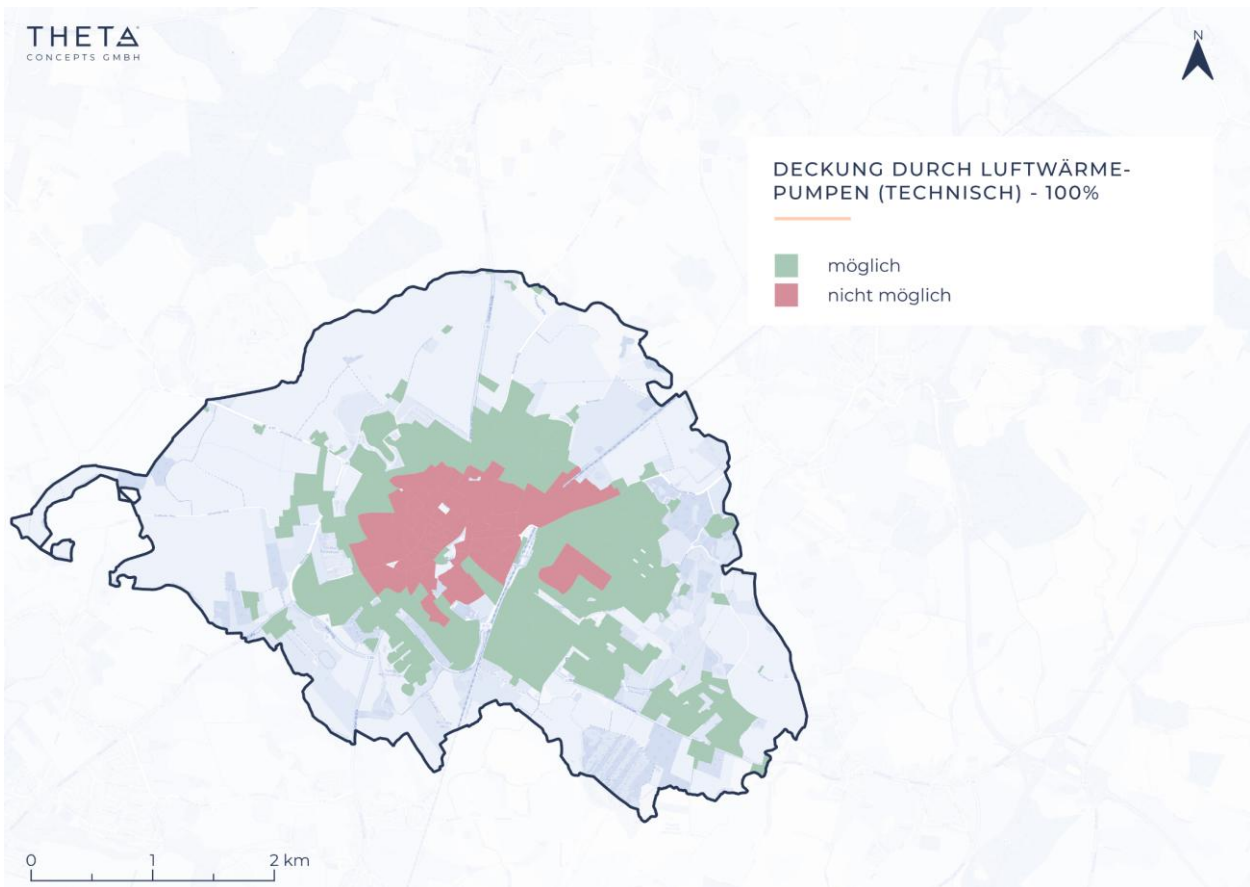 THETA
CONCEPTS GMBH
N
DECKUNG DURCH LUFTWÄRME-
PUMPEN (TECHNISCH) - 100%
möglich
nicht möglich
0 1 2 km